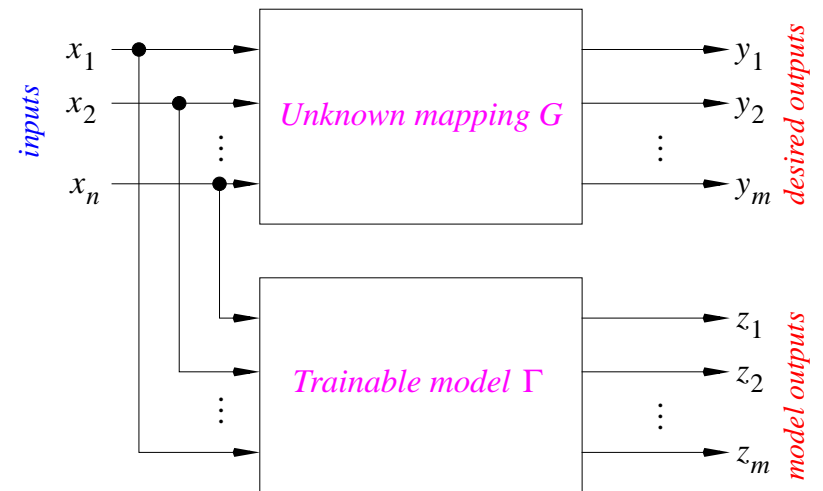 inputs
x1
x2
⋮
xn
Unknown mapping G
y1
y2
⋮
ym
desired outputs
Trainable model Γ
⋮
z1
z2
⋮
zm
model outputs